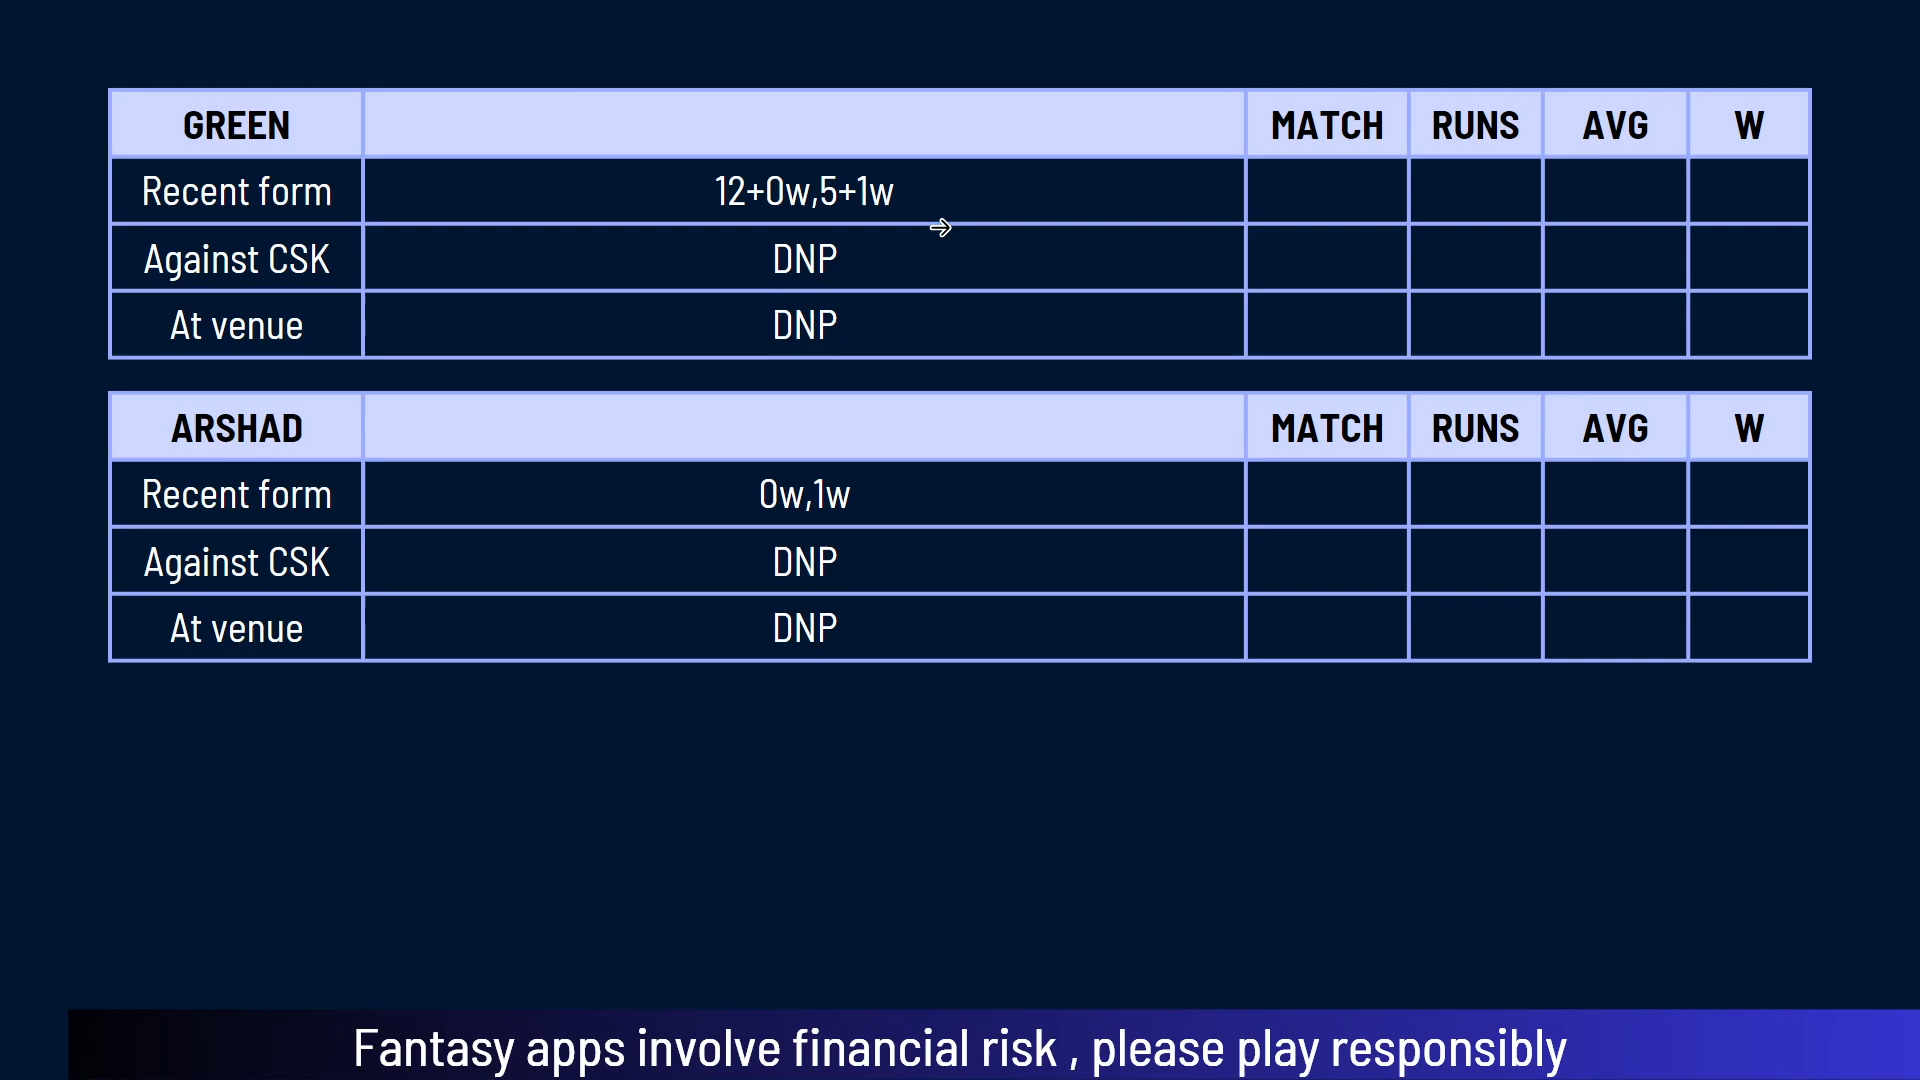 GREEN MATCH RUNS AVG W
Recent form 12+0w,5+1w
Against CSK DNP
At venue DNP
ARSHAD MATCH RUNS AVG W
Recent form 0w,1w
Against CSK DNP
At venue DNP
Fantasy apps involve financial risk , please play responsibly